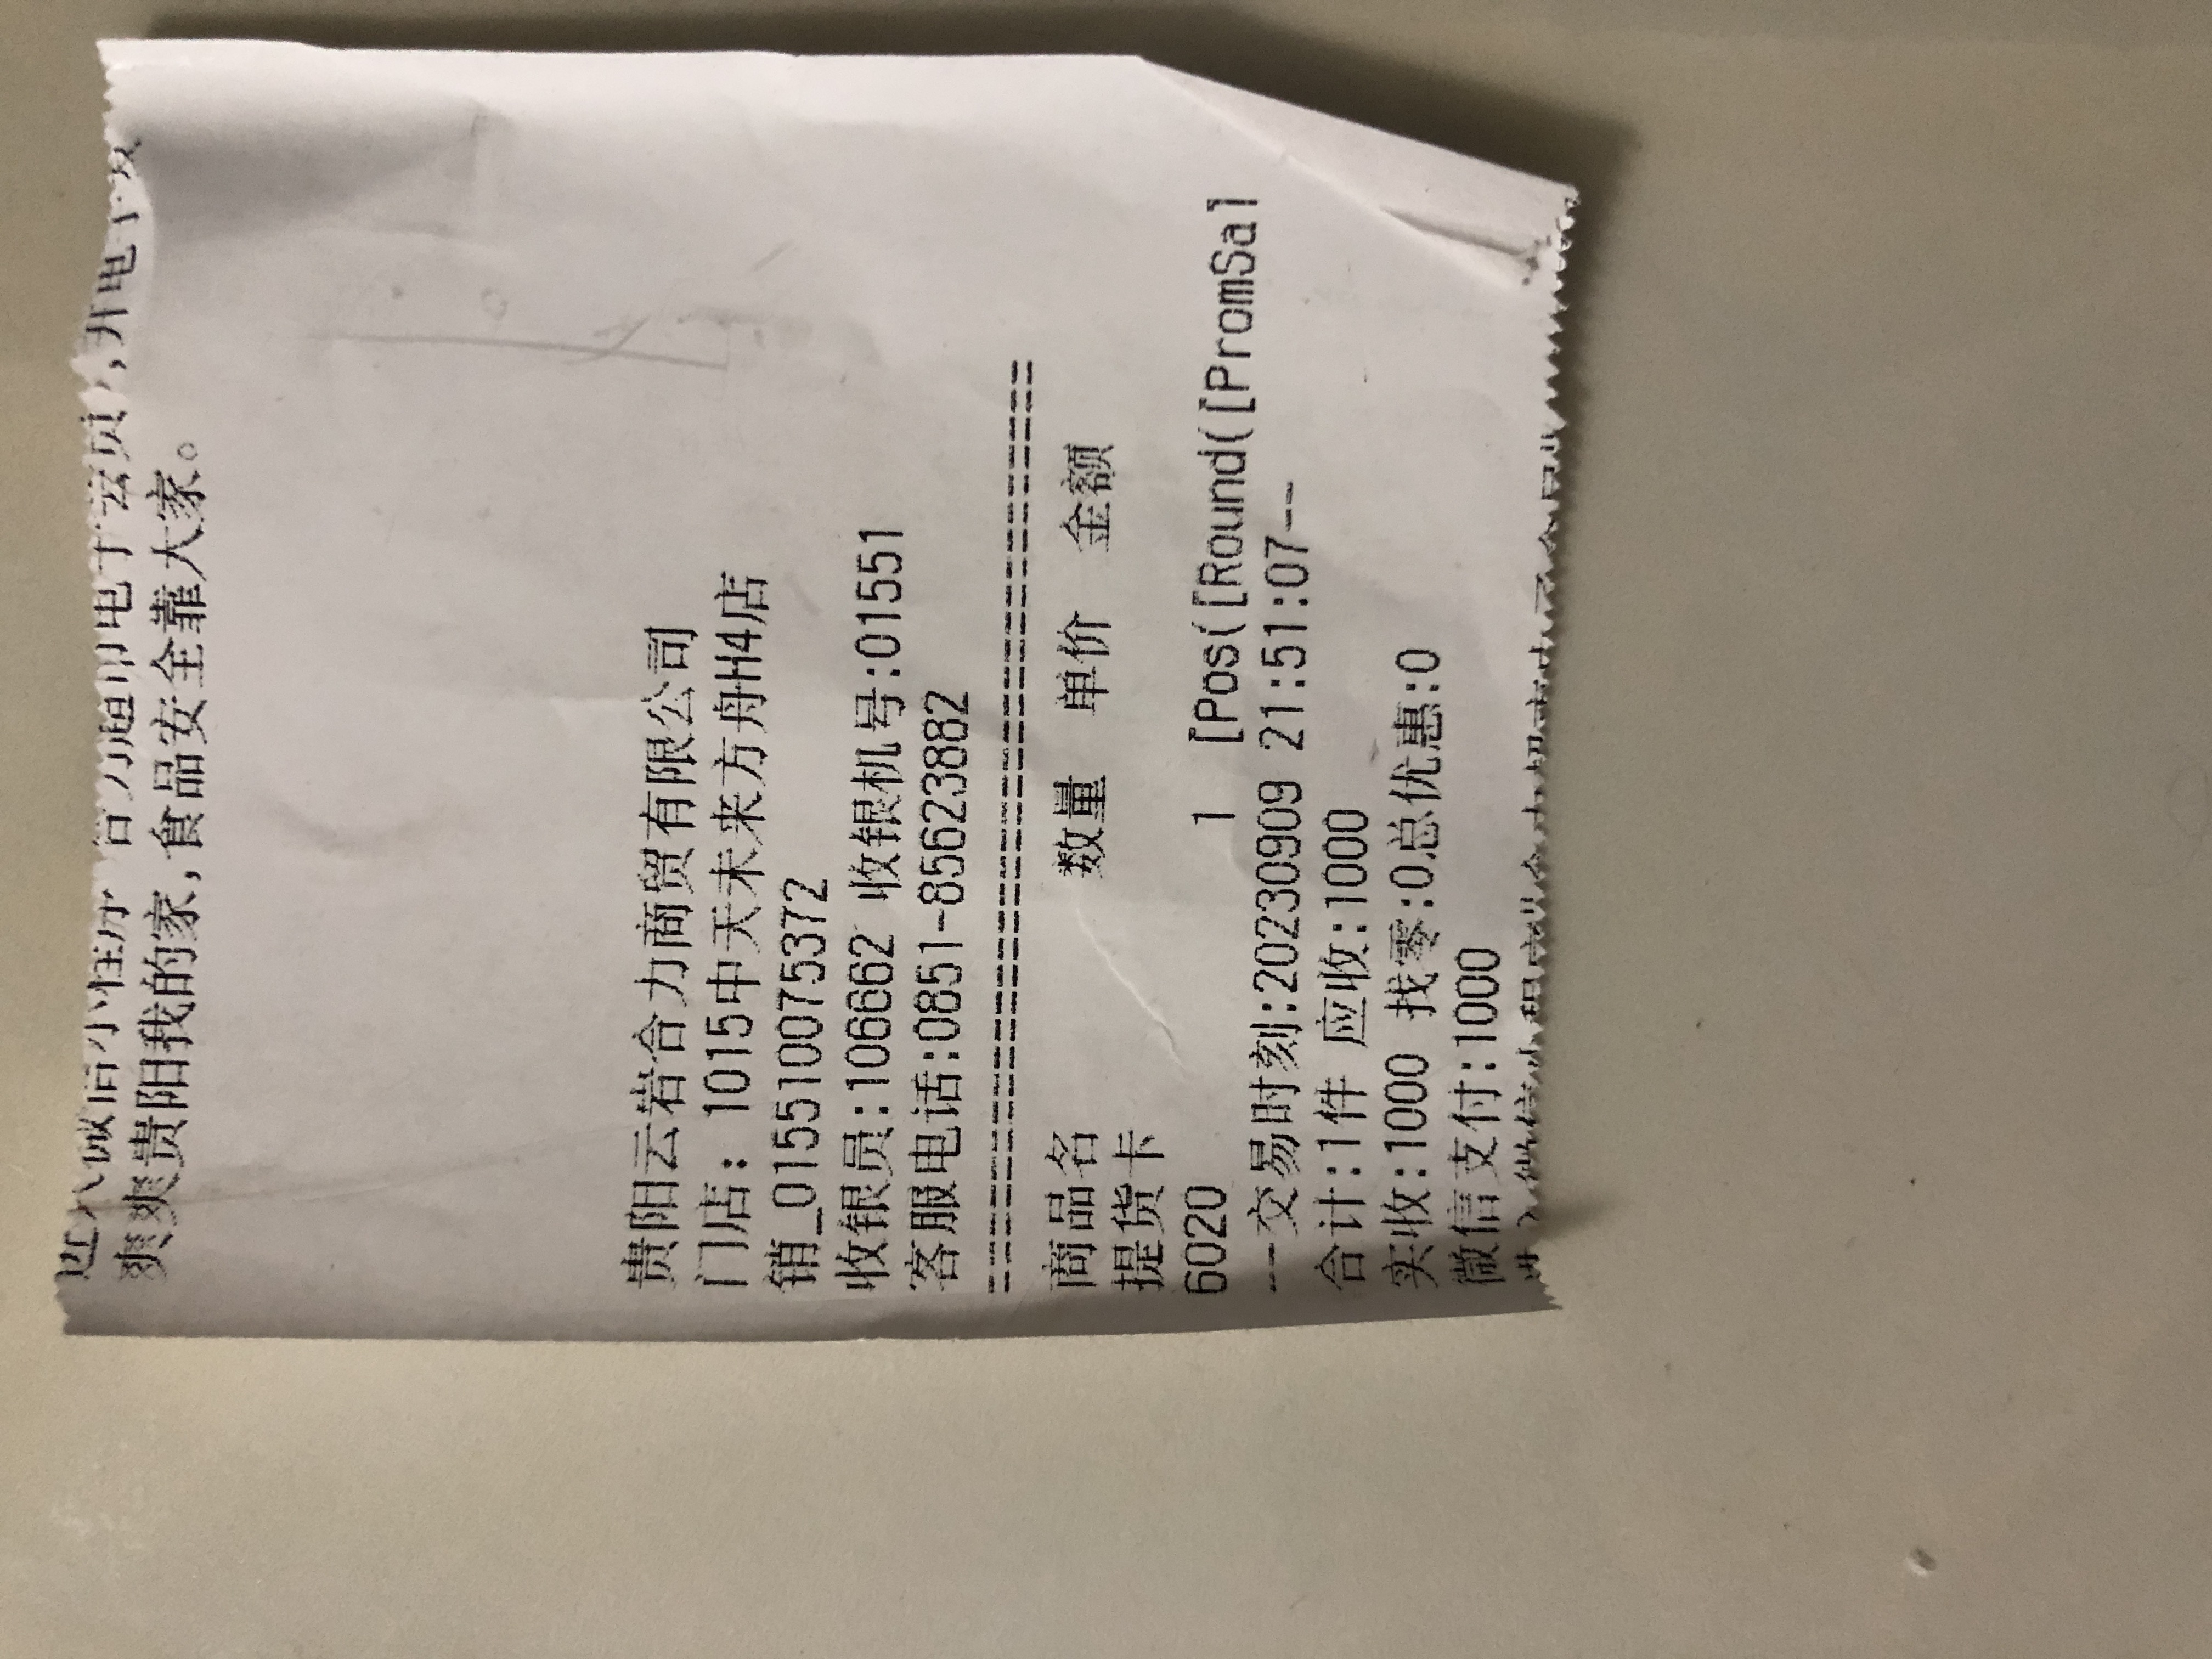 爽爽贵阳我的家,食品安全靠大家。
贵阳云岩合力商贸有限公司
门店: 1015中天未来方舟H4店
销_015510075372
收银员:106662 收银机号:01551
客服电话:0851-85623882
================================
商品名 数量 单价 金额
提货卡
6020 1 [Pos([Round([PromSal
---交易时刻:20230909 21:51:07--
合计:1件 应收:1000
实收:1000 找零:0总优惠:0
微信支付:1000